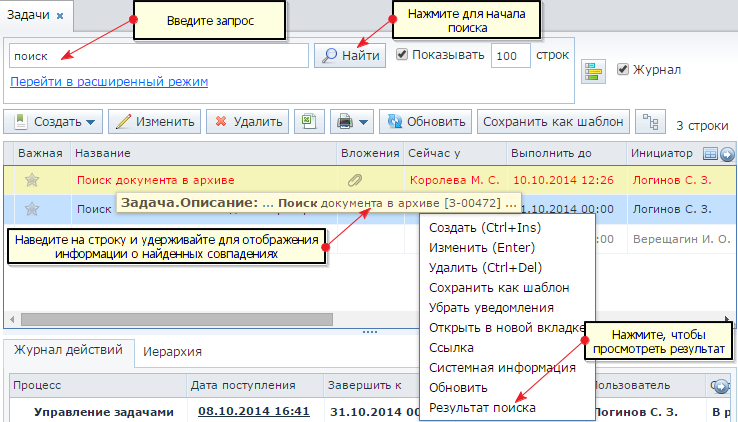 Задачи
Введите запрос
Нажмите для начала
поиска
поиск
Найти
Показывать 100 строк
Журнал
Перейти в расширенный режим
Создать Изменить Удалить Обновить Сохранить как шаблон 3 строки
Важная Название Вложения Сейчас у Выполнить до Инициатор
Поиск документа в архиве Королева М. С. 10.10.2014 12:26 Логинов С. З.
Задача.Описание: ... Поиск документа в архиве [3-00472] ...
Поиск 00:00 Логинов С. З.
Наведите на строку и удерживайте для отображения
информации о найденных совпадениях
00:00 Верещагин И. О.
Создать (Ctrl+Ins)
Изменить (Enter)
Удалить (Ctrl+Del)
Сохранить как шаблон
Убрать уведомления
Открыть в новой вкладке
Ссылка
Системная информация
Обновить
Результат поиска
Нажмите, чтобы
просмотреть результат
Журнал действий Иерархия
Процесс Дата поступления Завершить к Пользователь
Управление задачами 08.10.2014 16:41 31.10.2014 Логинов С. З.